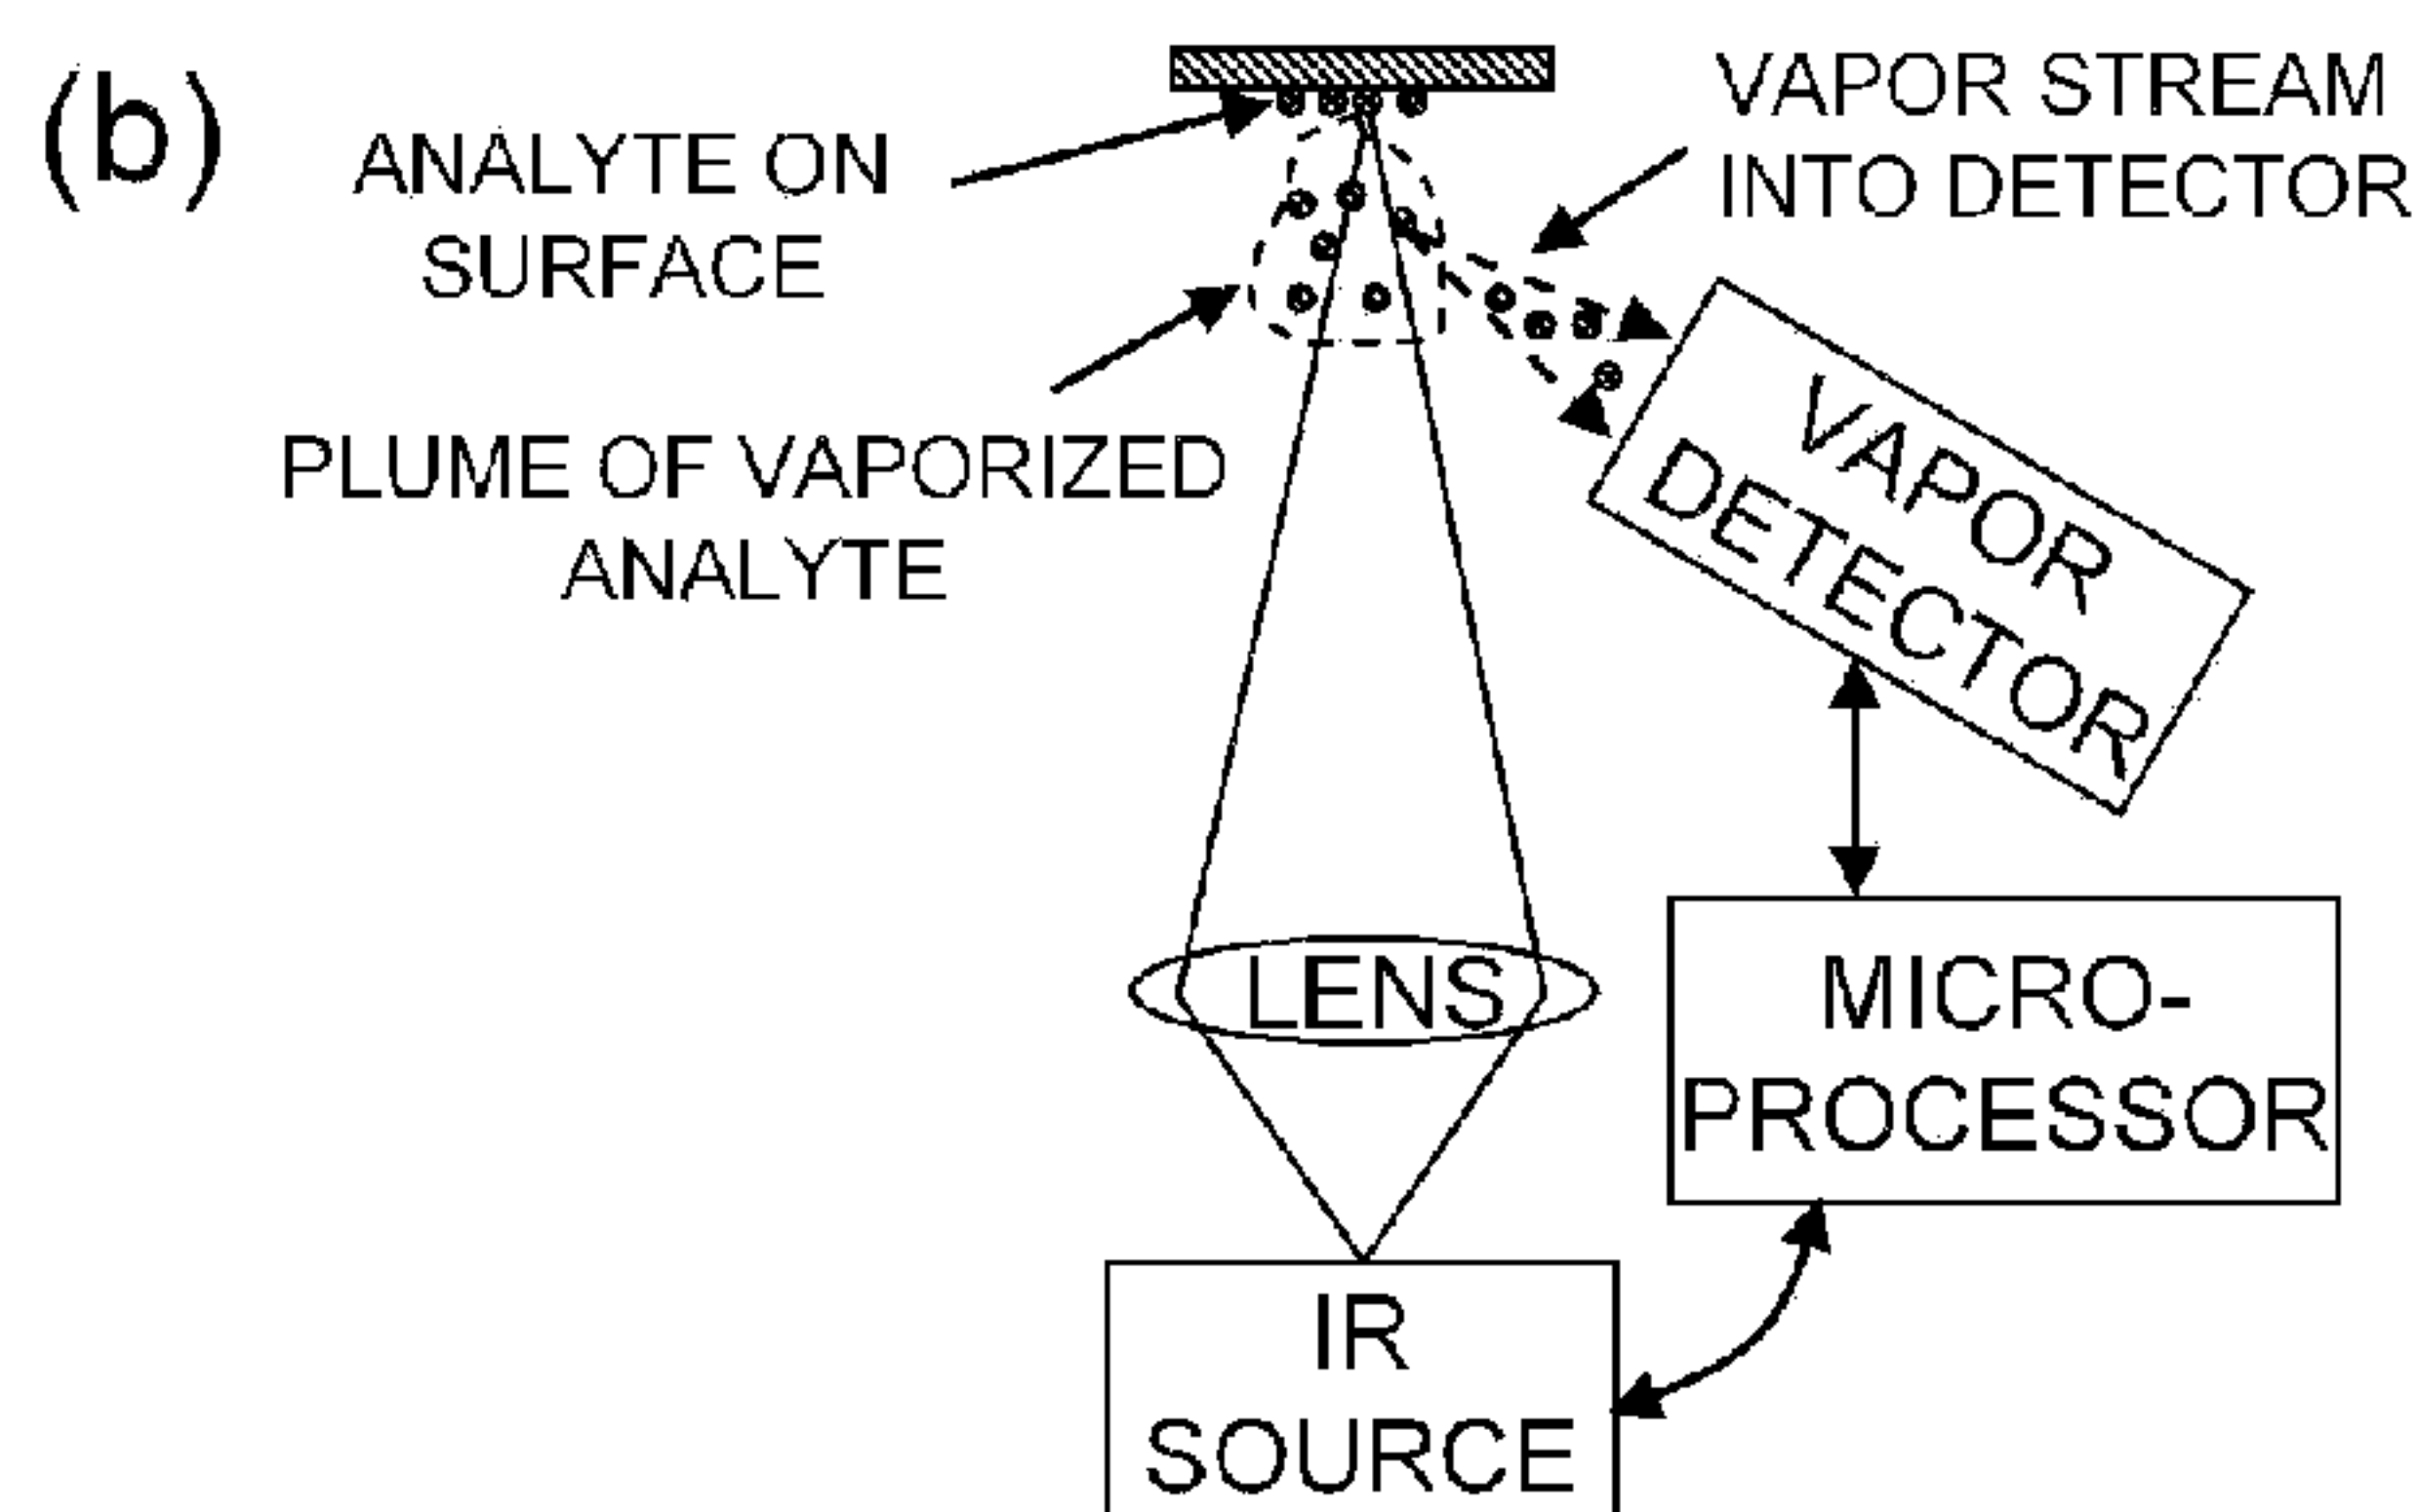 (b)
ANALYTE ON
SURFACE
VAPOR STREAM
INTO DETECTOR
PLUME OF VAPORIZED
ANALYTE
VAPOR
DETECTOR
LENS
MICRO-
PROCESSOR
IR
SOURCE